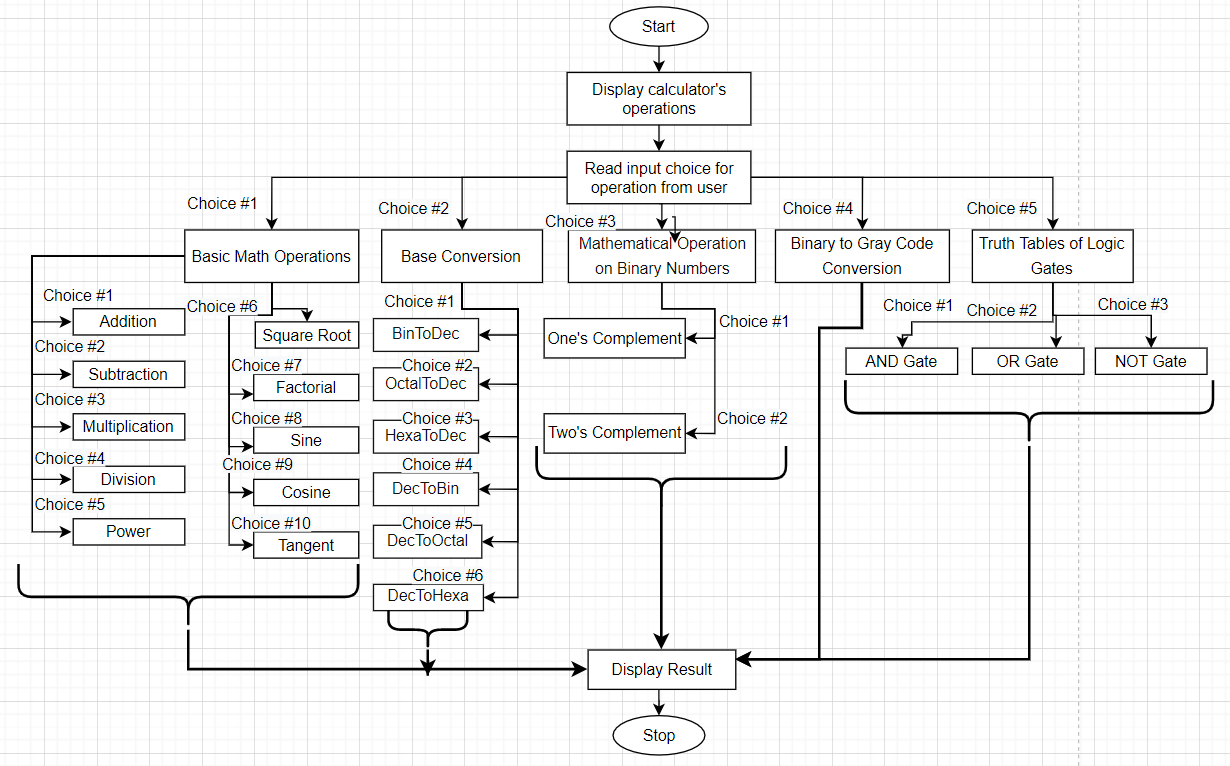 Start
Display calculator's
operations
Read input choice for
operation from user
Choice #1
Choice #2
Choice #3
Choice #4
Choice #5
Basic Math Operations
Base Conversion
Mathematical Operation
on Binary Numbers
Binary to Gray Code
Conversion
Truth Tables of Logic
Gates
Choice #1
Addition
Choice #2
Subtraction
Choice #3
Multiplication
Choice #4
Division
Choice #5
Power
Choice #6
Square Root
Choice #7
Factorial
Choice #8
Sine
Choice #9
Cosine
Choice #10
Tangent
Choice #1
BinToDec
Choice #2
OctalToDec
Choice #3
HexaToDec
Choice #4
DecToBin
Choice #5
DecToOctal
Choice #6
DecToHexa
Choice #1
One's Complement
Choice #2
Two's Complement
Choice #1
AND Gate
Choice #2
OR Gate
Choice #3
NOT Gate
Display Result
Stop